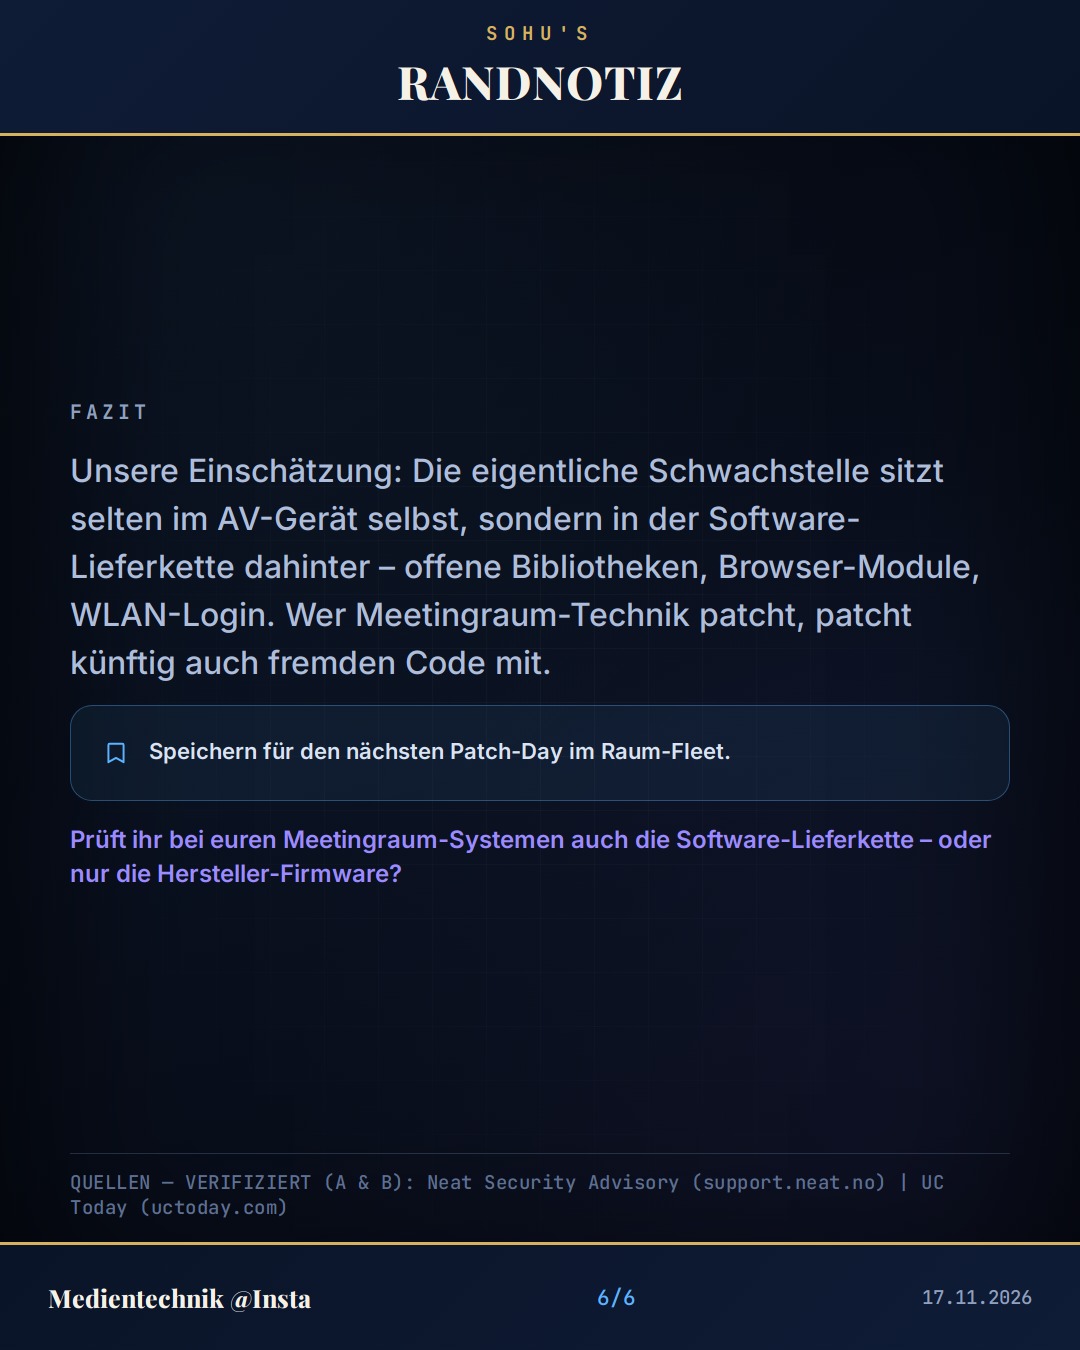 SOHU'S
RANDNOTIZ
FAZIT
Unsere Einschätzung: Die eigentliche Schwachstelle sitzt
selten im AV-Gerät selbst, sondern in der Software-
Lieferkette dahinter – offene Bibliotheken, Browser-Module,
WLAN-Login. Wer Meetingraum-Technik patcht, patcht
künftig auch fremden Code mit.
Speichern für den nächsten Patch-Day im Raum-Fleet.
Prüft ihr bei euren Meetingraum-Systemen auch die Software-Lieferkette – oder
nur die Hersteller-Firmware?
QUELLEN — VERIFIZIERT (A & B): Neat Security Advisory (support.neat.no) | UC
Today (uctoday.com)
Medientechnik @Insta
6/6
17.11.2026